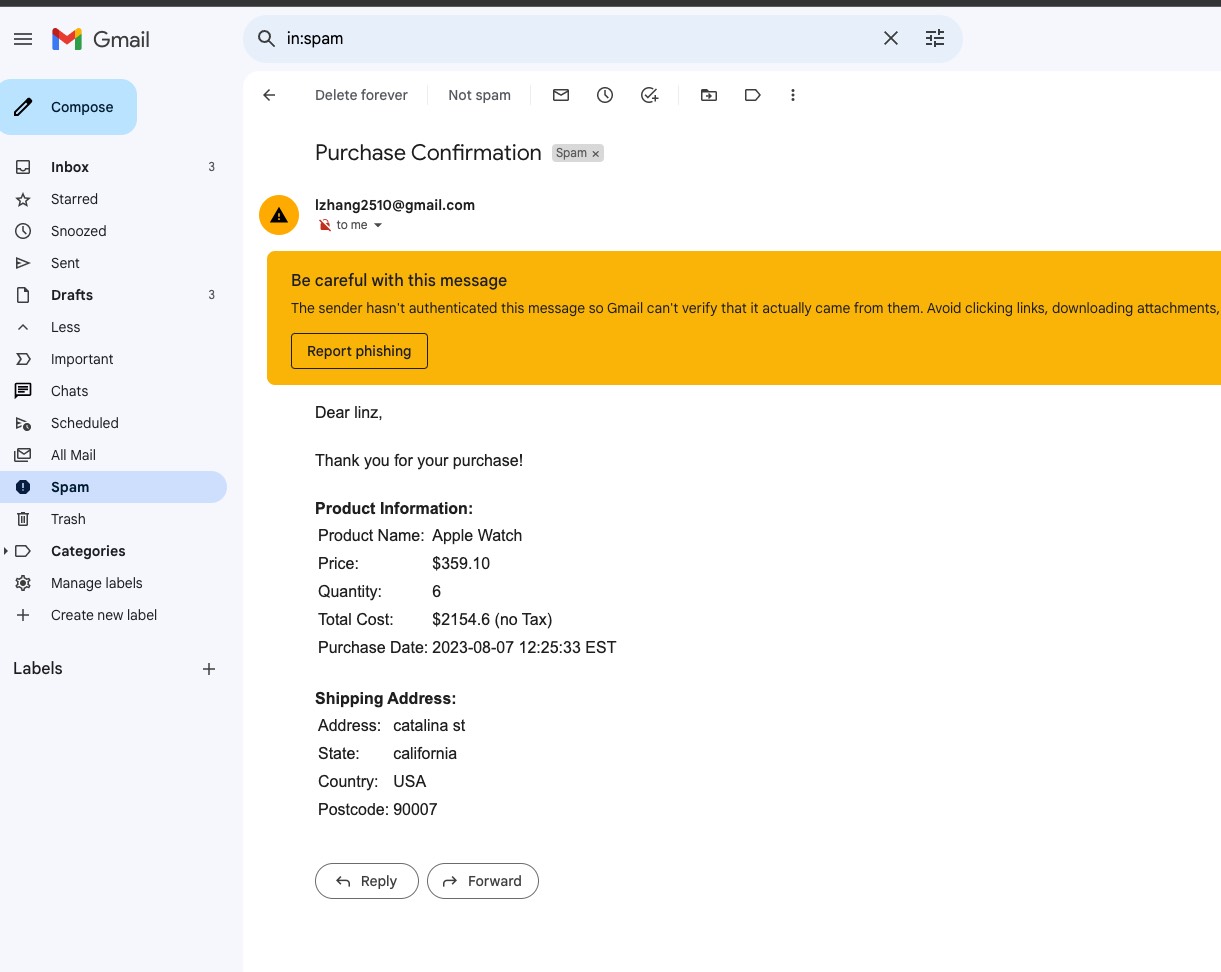 Gmail
in:spam
Compose
Delete forever
Not spam
Purchase Confirmation
Spam ×
Inbox 3
Starred
Snoozed
Sent
Drafts 3
Less
Important
Chats
Scheduled
All Mail
Spam
Trash
Categories
Manage labels
Create new label
Labels
lzhang2510@gmail.com
to me
Be careful with this message
The sender hasn't authenticated this message so Gmail can't verify that it actually came from them. Avoid clicking links, downloading attachments,
Report phishing
Dear linz,
Thank you for your purchase!
Product Information:
Product Name: Apple Watch
Price: $359.10
Quantity: 6
Total Cost: $2154.6 (no Tax)
Purchase Date: 2023-08-07 12:25:33 EST
Shipping Address:
Address: catalina st
State: california
Country: USA
Postcode: 90007
Reply
Forward